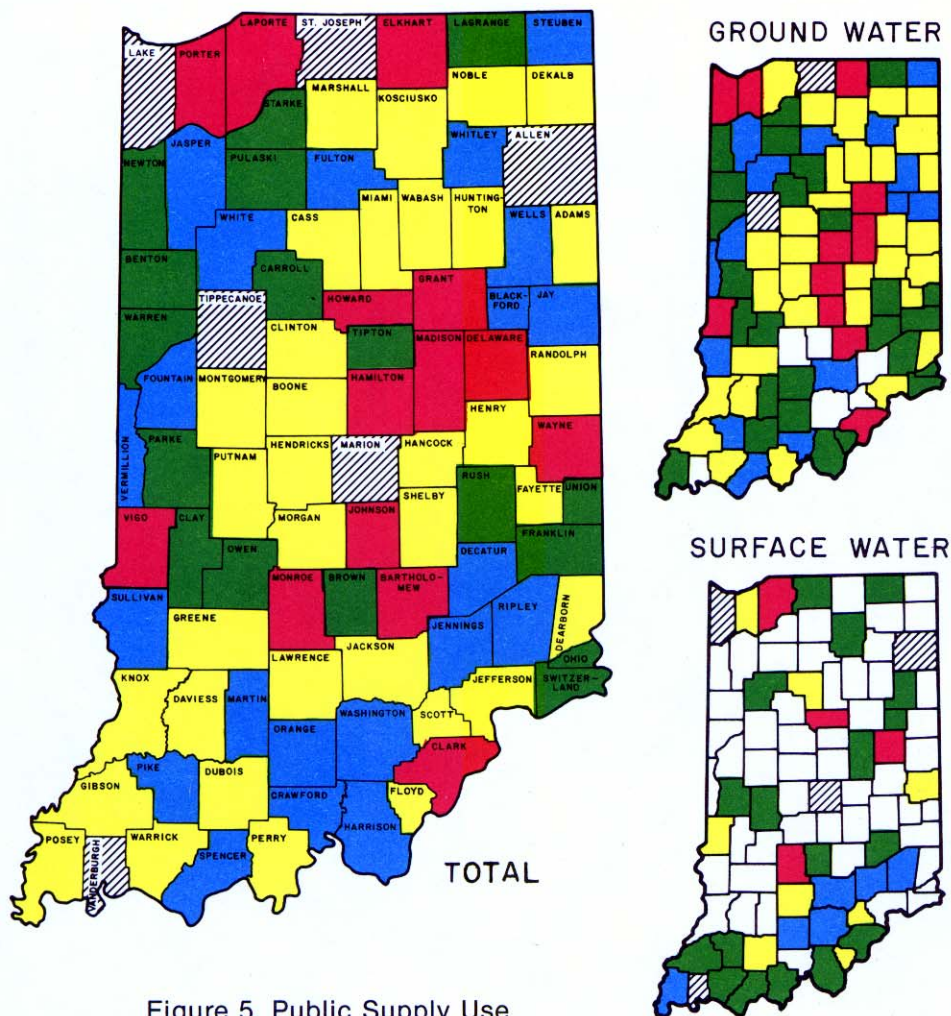 LAKE
PORTER
LAPORTE
ST. JOSEPH
ELKHART
LAGRANGE
STEUBEN
NOBLE
DEKALB
MARSHALL
KOSCIUSKO
STARKE
JASPER
NEWTON
PULASKI
FULTON
WHITLEY
ALLEN
WHITE
CASS
MIAMI
WABASH
HUNTING-
TON
WELLS
ADAMS
BENTON
CARROLL
GRANT
TIPPECANOE
HOWARD
BLACK-
FORD
JAY
WARREN
CLINTON
TIPTON
MADISON
DELAWARE
RANDOLPH
FOUNTAIN
MONTGOMERY
BOONE
HAMILTON
HENRY
WAYNE
VERMILLION
PARKE
PUTNAM
HENDRICKS
MARION
HANCOCK
RUSH
FAYETTE
UNION
SHELBY
VIGO
CLAY
MORGAN
JOHNSON
FRANKLIN
OWEN
DECATUR
SULLIVAN
MONROE
BROWN
BARTHOLO-
MEW
RIPLEY
DEARBORN
GREENE
JENNINGS
JACKSON
OHIO
LAWRENCE
SWITZER-
LAND
KNOX
DAVIESS
MARTIN
JEFFERSON
SCOTT
WASHINGTON
ORANGE
CLARK
PIKE
DUBOIS
GIBSON
CRAWFORD
FLOYD
HARRISON
POSEY
VANDERBURGH
WARRICK
SPENCER
PERRY
TOTAL
GROUND WATER
SURFACE WATER
Figure 5. Public Supply Use